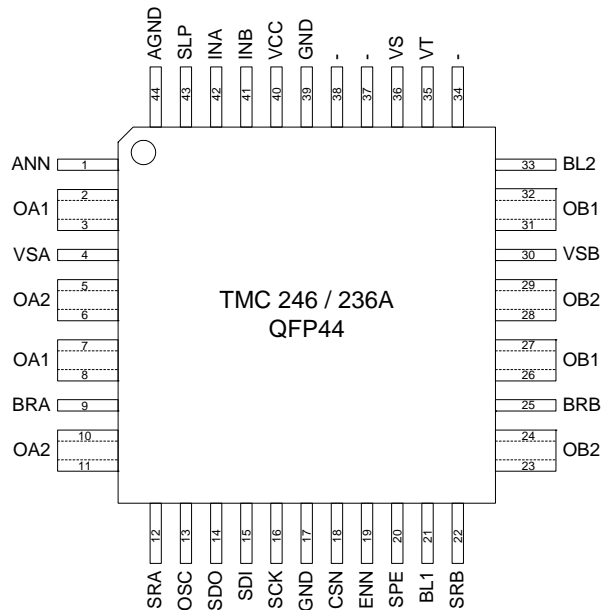 AGND SLP INA INB VCC GND - - VS VT -
44 43 42 41 40 39 38 37 36 35 34
ANN 1 33 BL2
2 32
OA1 OB1
3 31
VSA 4 30 VSB
5 29
OA2 OB2
6 28
TMC 246 / 236A
QFP44
7 27
OA1 OB1
8 26
BRA 9 25 BRB
10 24
OA2 OB2
11 23
12 13 14 15 16 17 18 19 20 21 22
SRA OSC SDO SDI SCK GND CSN ENN SPE BL1 SRB